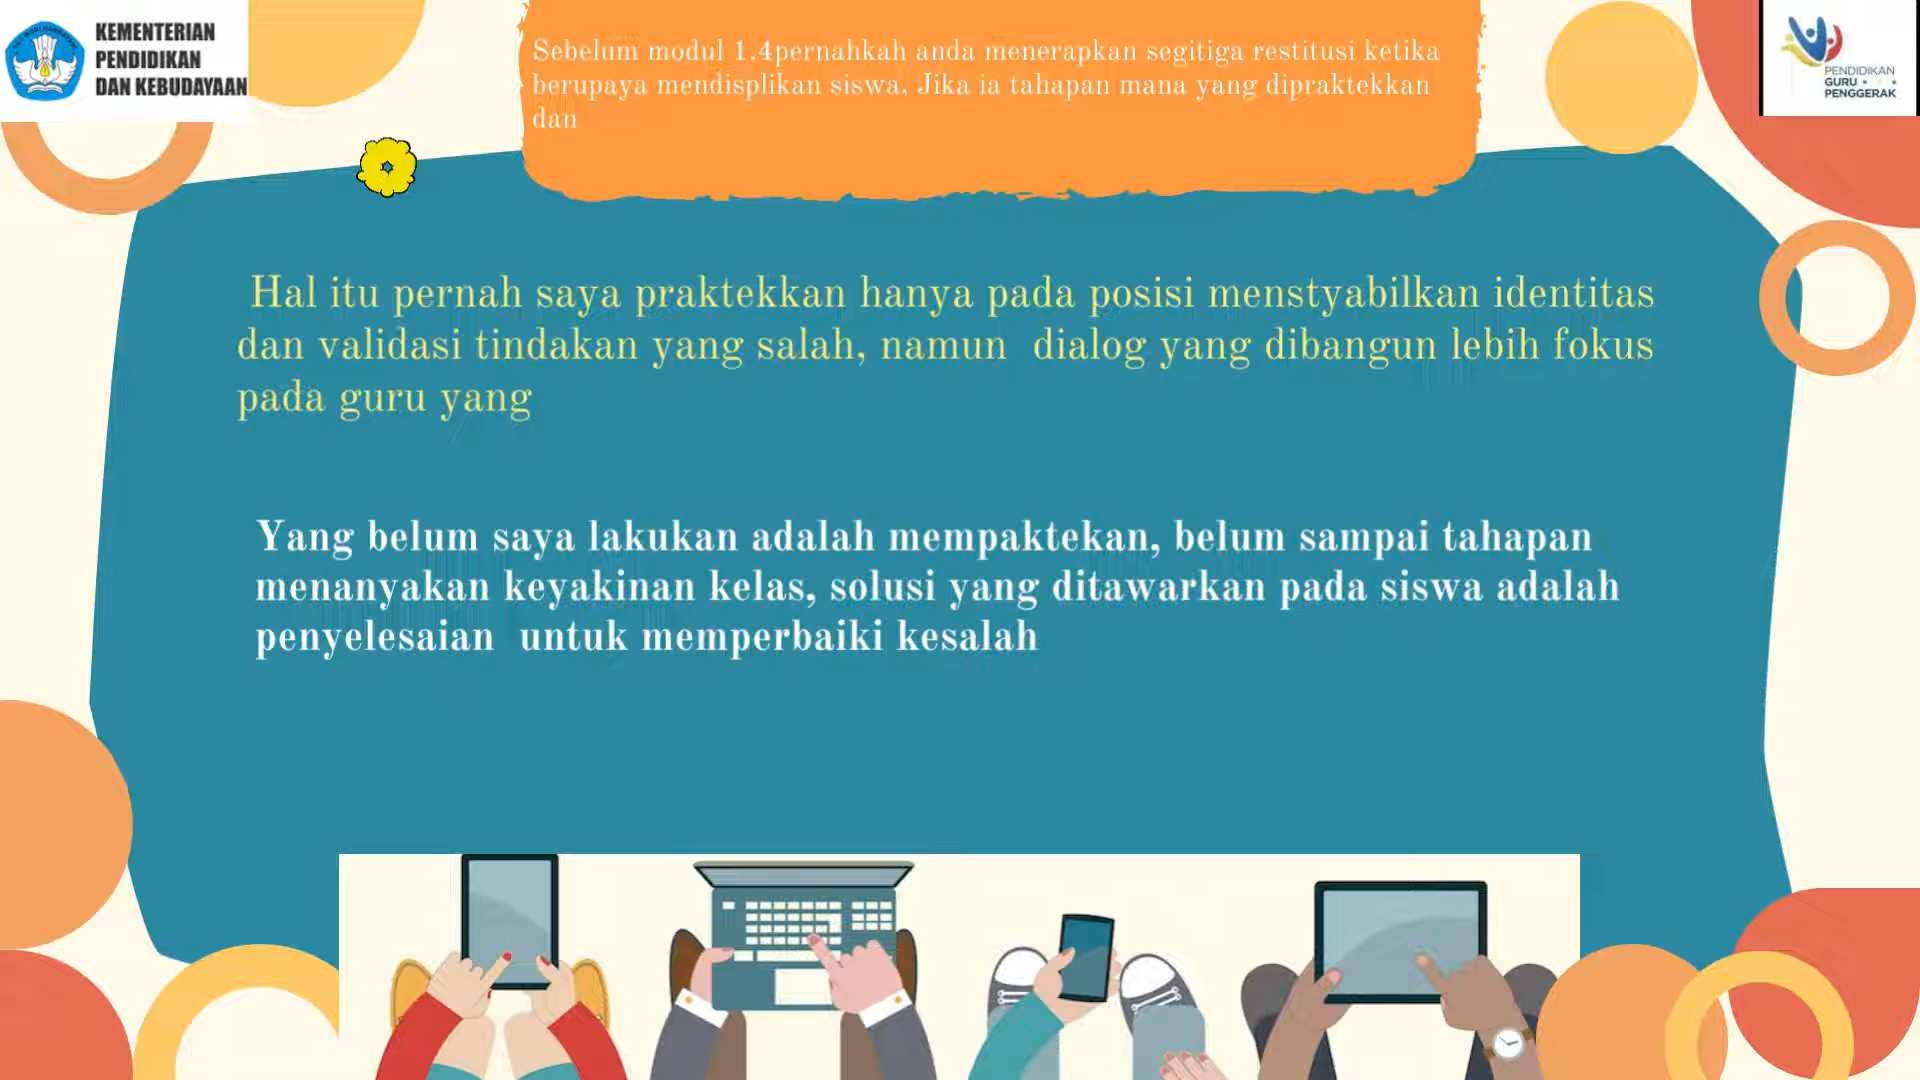 KEMENTERIAN
PENDIDIKAN
DAN KEBUDAYAAN
Sebelum modul 1.4pernahkah anda menerapkan segitiga restitusi ketika
berupaya mendisplikan siswa, Jika ia tahapan mana yang dipraktekkan
dan
PENDIDIKAN
GURU
PENGGERAK
Hal itu pernah saya praktekkan hanya pada posisi menstyabilkan identitas
dan validasi tindakan yang salah, namun dialog yang dibangun lebih fokus
pada guru yang
Yang belum saya lakukan adalah mempaktekan, belum sampai tahapan
menanyakan keyakinan kelas, solusi yang ditawarkan pada siswa adalah
penyelesaian untuk memperbaiki kesalah